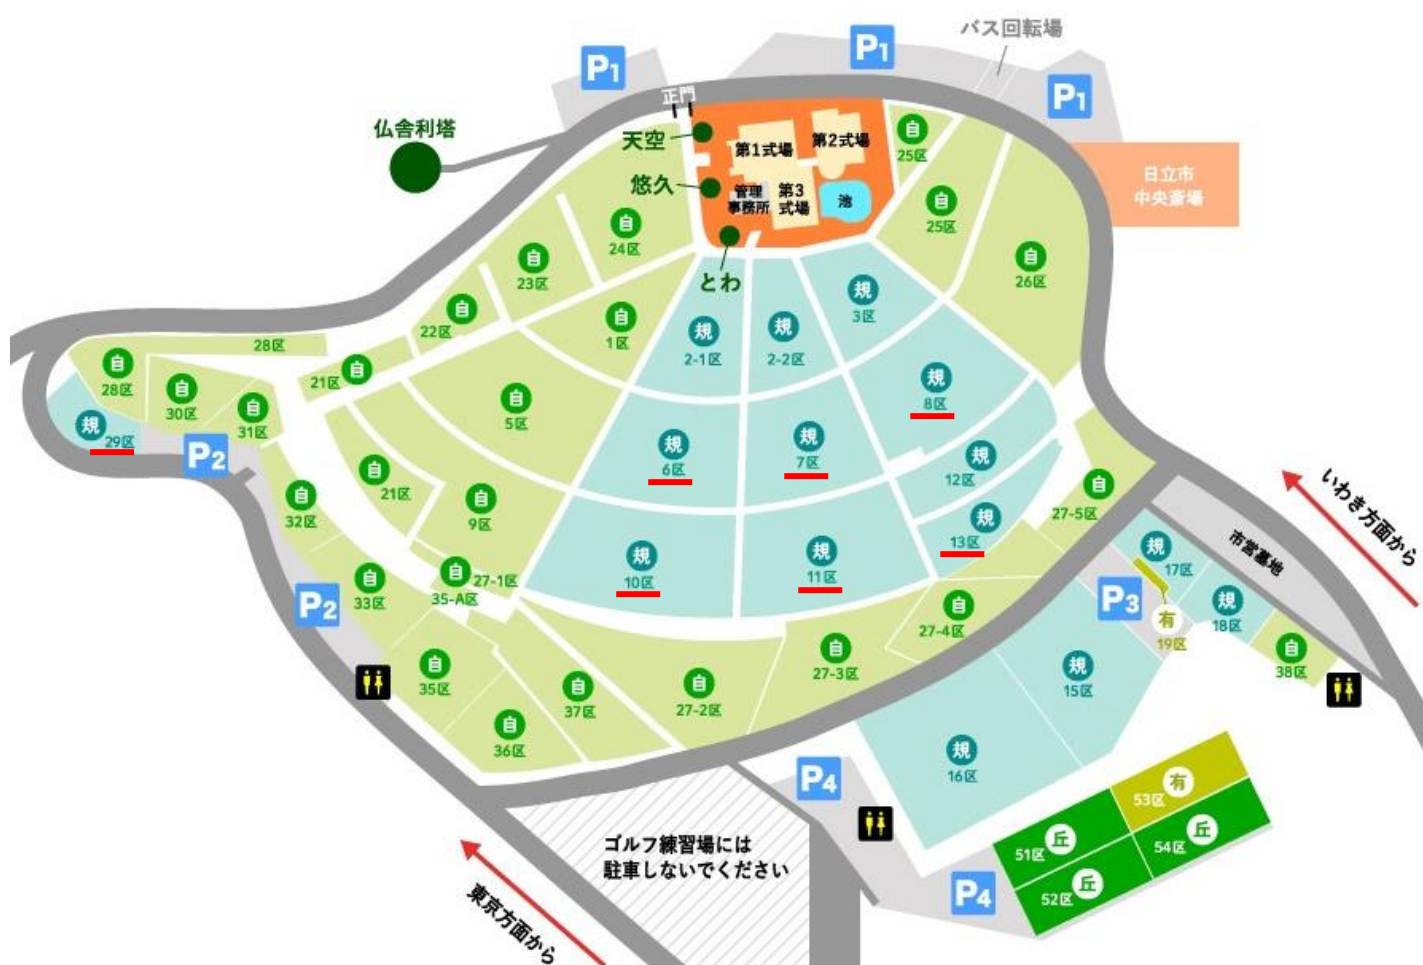 バス回転場
P1
P1
P1
正門
仏舎利塔
天空
第1式場
第2式場
自
25区
日立市
中央斎場
悠久
管理
事務所
第3
式場
池
自
25区
自
24区
とわ
自
23区
自
26区
規
3区
自
22区
自
1区
規
2-1区
規
2-2区
28区
自
28区
自
21区
自
30区
自
31区
規
29区
P2
自
5区
規
8区
規
6区
規
7区
規
12区
自
21区
自
32区
自
9区
規
13区
自
27-5区
いわき方面から
市営墓地
規
10区
規
11区
規
17区
自
33区
P2
自
35-A区
27-1区
P3
有
19区
規
18区
自
27-4区
自
38区
自
35区
自
37区
自
27-2区
自
27-3区
規
15区
自
36区
規
16区
P4
53区
有
51区
丘
54区
丘
52区
丘
P4
ゴルフ練習場には
駐車しないでください
東京方面から